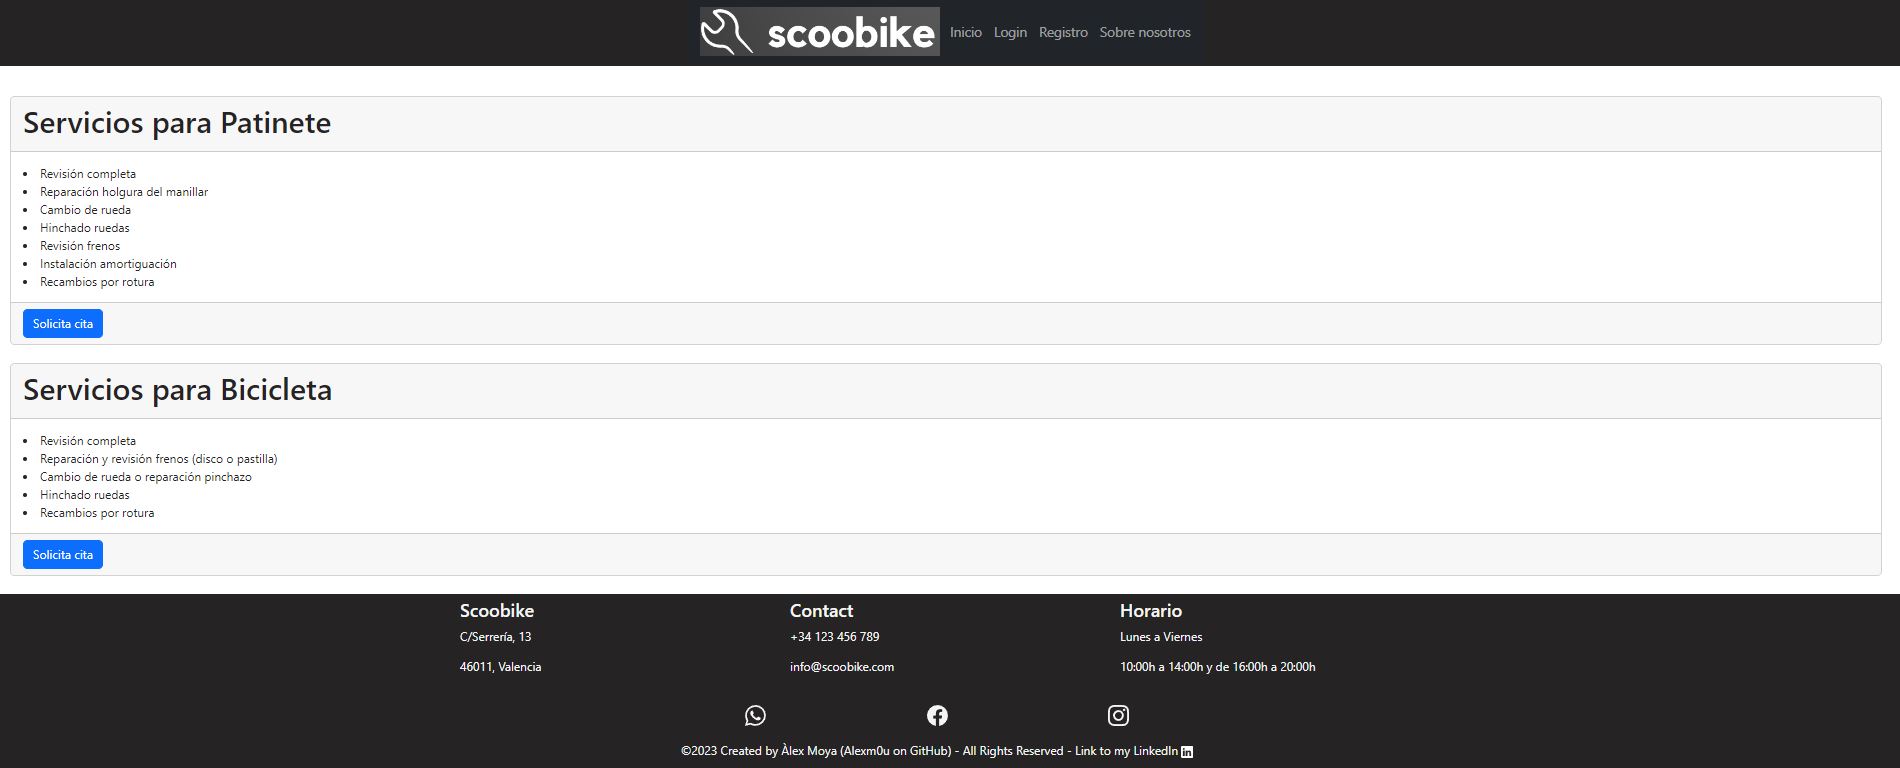 scoobike Inicio Login Registro Sobre nosotros
Servicios para Patinete
Revisión completa
Reparación holgura del manillar
Cambio de rueda
Hinchado ruedas
Revisión frenos
Instalación amortiguación
Recambios por rotura
Solicita cita
Servicios para Bicicleta
Revisión completa
Reparación y revisión frenos (disco o pastilla)
Cambio de rueda o reparación pinchazo
Hinchado ruedas
Recambios por rotura
Solicita cita
Scoobike
C/Serrería, 13
46011, Valencia
Contact
+34 123 456 789
info@scoobike.com
Horario
Lunes a Viernes
10:00h a 14:00h y de 16:00h a 20:00h
©2023 Created by Àlex Moya (Alexm0u on GitHub) - All Rights Reserved - Link to my LinkedIn in